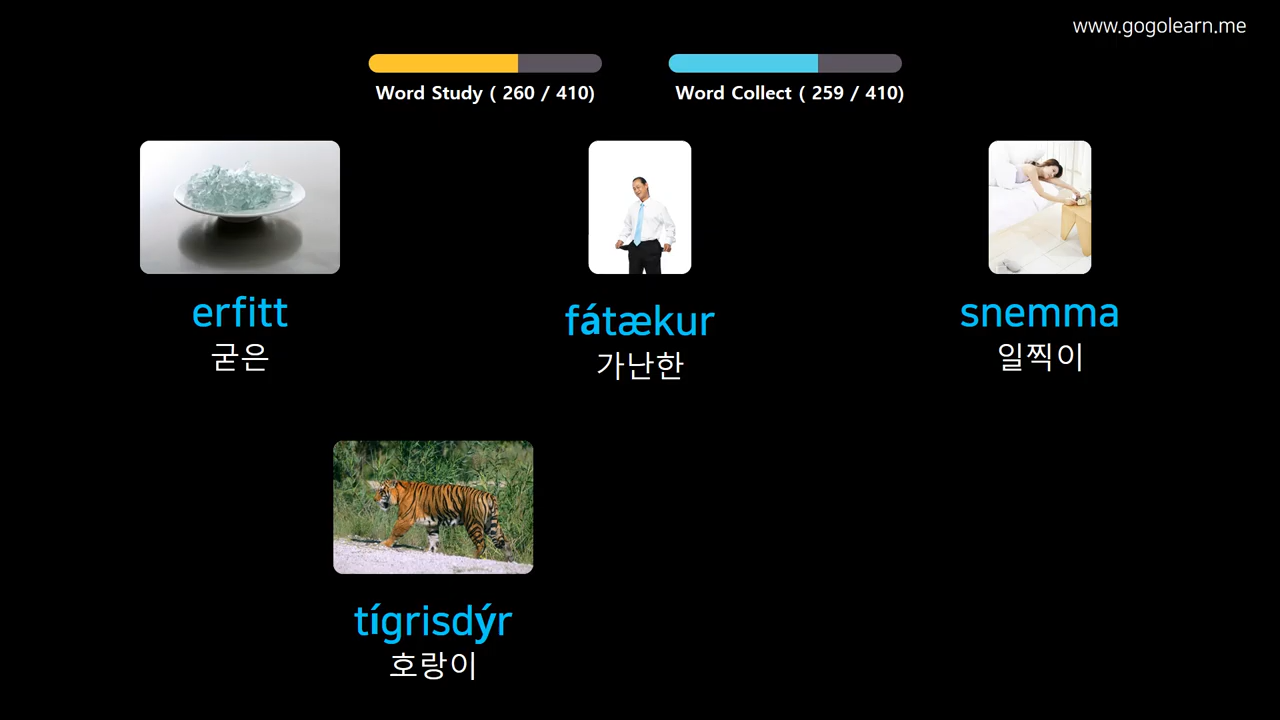 www.gogolearn.me
Word Study ( 260 / 410)
Word Collect ( 259 / 410)
erfitt
굳은
fátækur
가난한
snemma
일찍이
tígrisdýr
호랑이